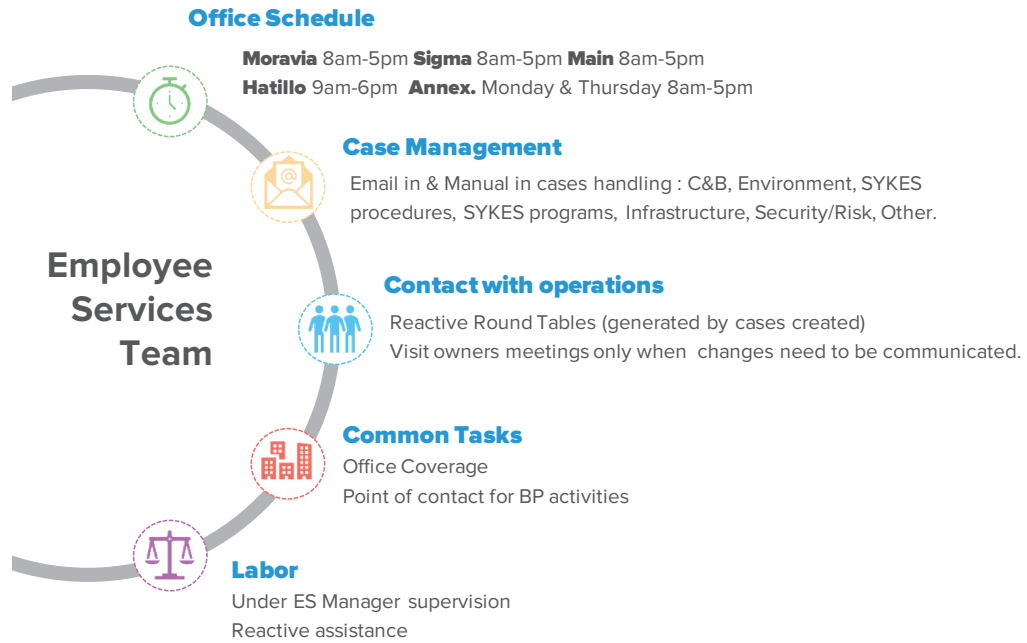 Office Schedule
Moravia 8am-5pm Sigma 8am-5pm Main 8am-5pm
Hatillo 9am-6pm Annex. Monday & Thursday 8am-5pm
Case Management
Email in & Manual in cases handling : C&B, Environment, SYKES
procedures, SYKES programs, Infrastructure, Security/Risk, Other.
Employee
Services
Team
Contact with operations
Reactive Round Tables (generated by cases created)
Visit owners meetings only when changes need to be communicated.
Common Tasks
Office Coverage
Point of contact for BP activities
Labor
Under ES Manager supervision
Reactive assistance